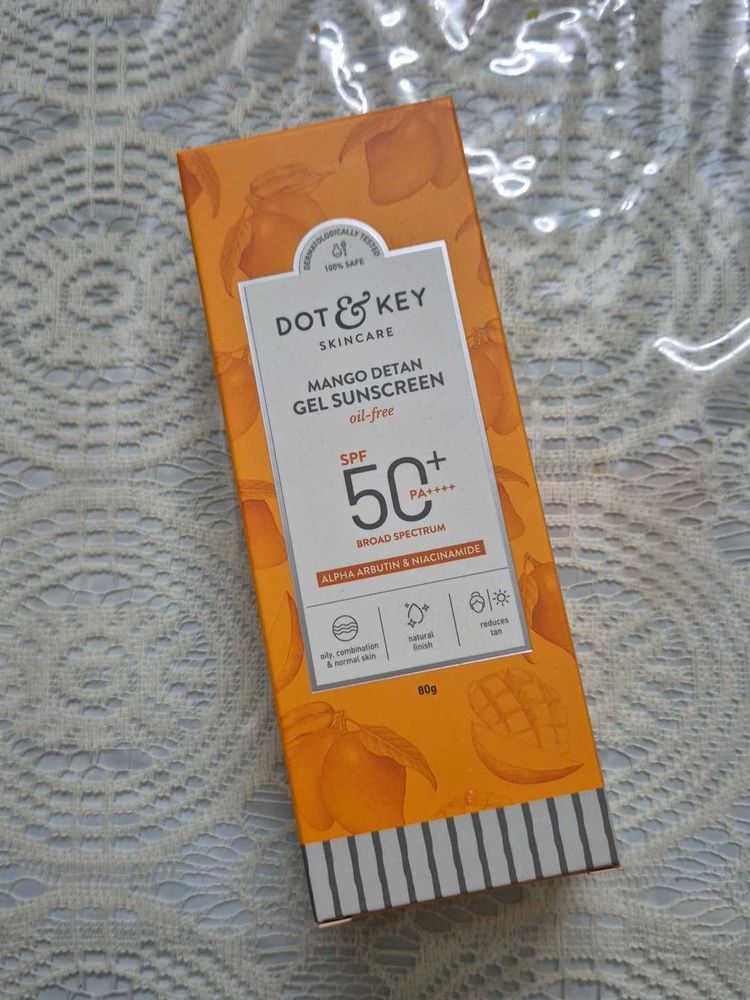 DERMATOLOGICALLY TESTED
100% SAFE
DOT & KEY
SKINCARE
MANGO DETAN
GEL SUNSCREEN
oil-free
SPF
50+
PA++++
BROAD SPECTRUM
ALPHA ARBUTIN & NIACINAMIDE
oily, combination
& normal skin
natural
finish
reduces
tan
80g